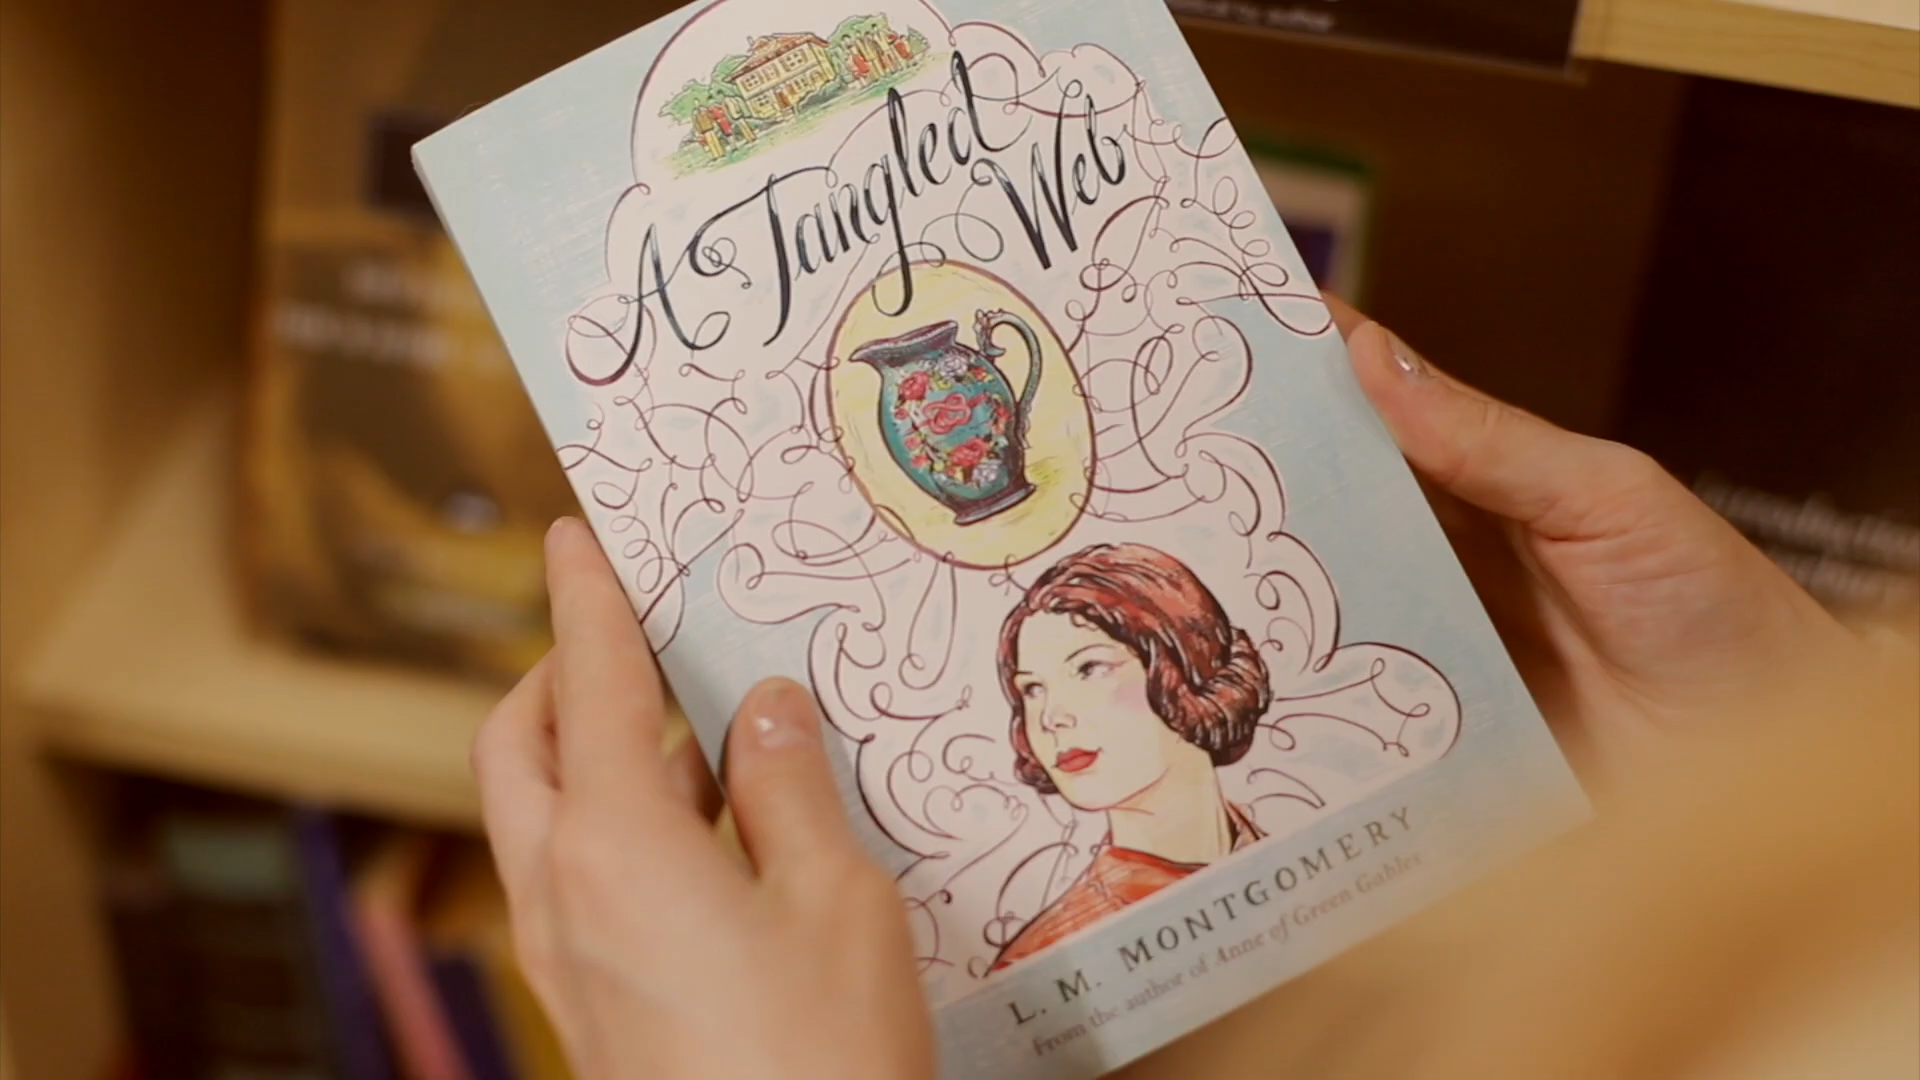 A Tangled
Web
L. M. MONTGOMERY
From the author of Anne of Green Gables